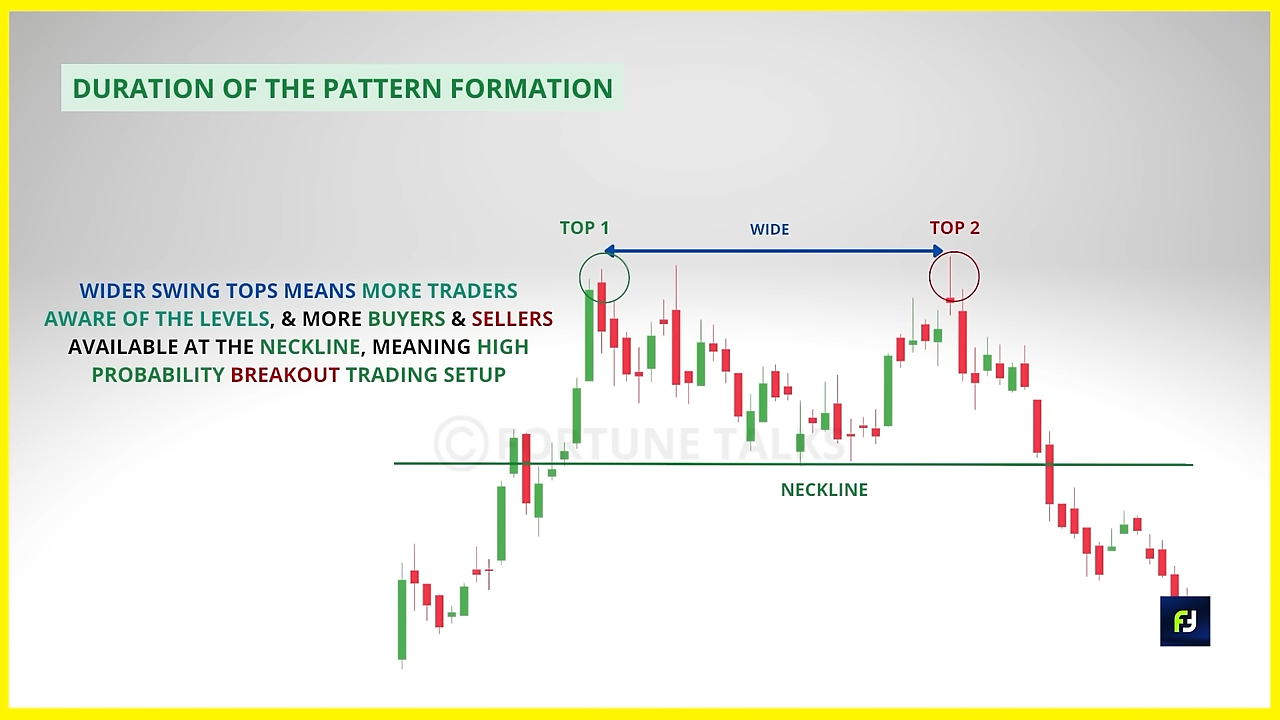 DURATION OF THE PATTERN FORMATION
TOP 1
WIDE
TOP 2
WIDER SWING TOPS MEANS MORE TRADERS
AWARE OF THE LEVELS, & MORE BUYERS & SELLERS
AVAILABLE AT THE NECKLINE, MEANING HIGH
PROBABILITY BREAKOUT TRADING SETUP
© FORTUNE TALKS
NECKLINE